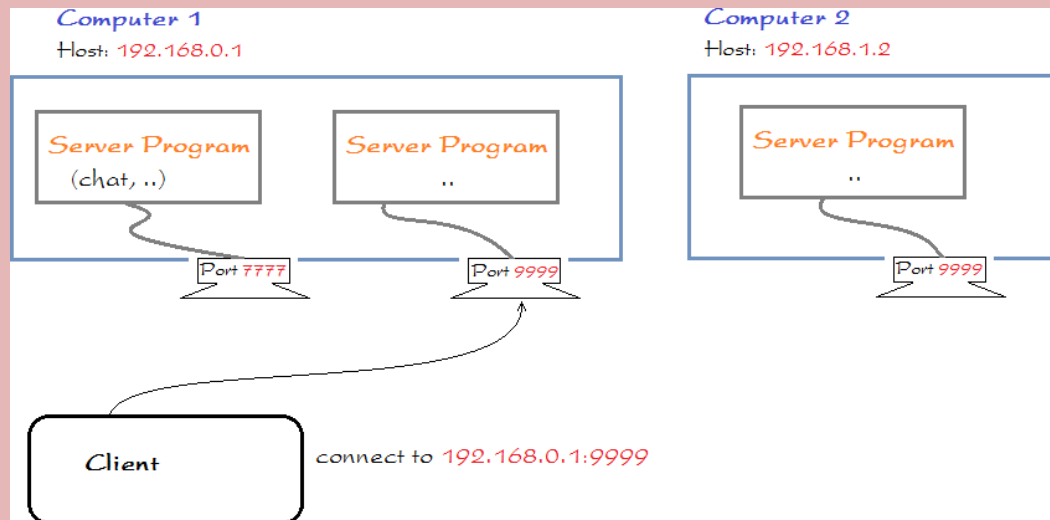 Computer 1
Host: 192.168.0.1
Server Program
(chat, ..)
Port 7777
Server Program
..
Port 9999
Computer 2
Host: 192.168.1.2
Server Program
..
Port 9999
Client
connect to 192.168.0.1:9999